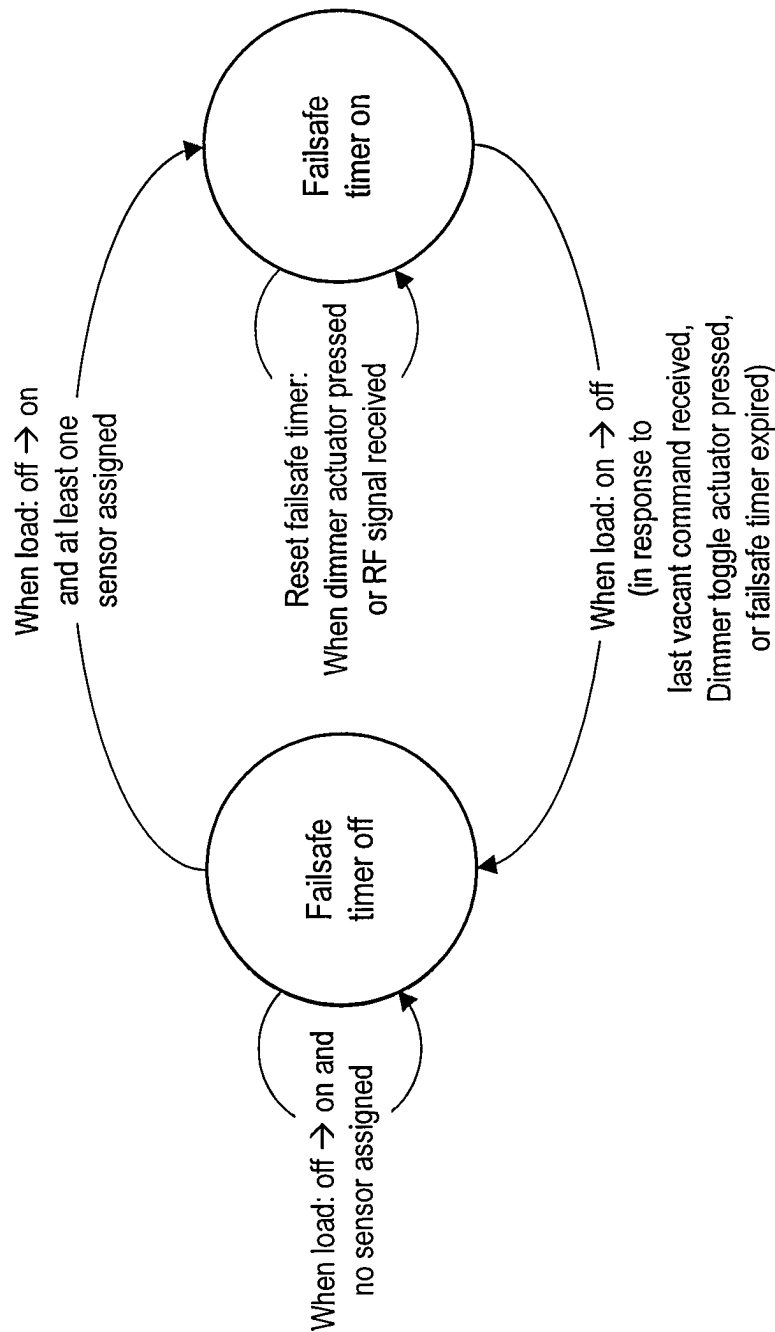 When load: off → on
and at least one
sensor assigned
Failsafe
timer off
Failsafe
timer on
When load: off → on and
no sensor assigned
Reset failsafe timer:
When dimmer actuator pressed
or RF signal received
When load: on → off
(in response to
last vacant command received,
Dimmer toggle actuator pressed,
or failsafe timer expired)